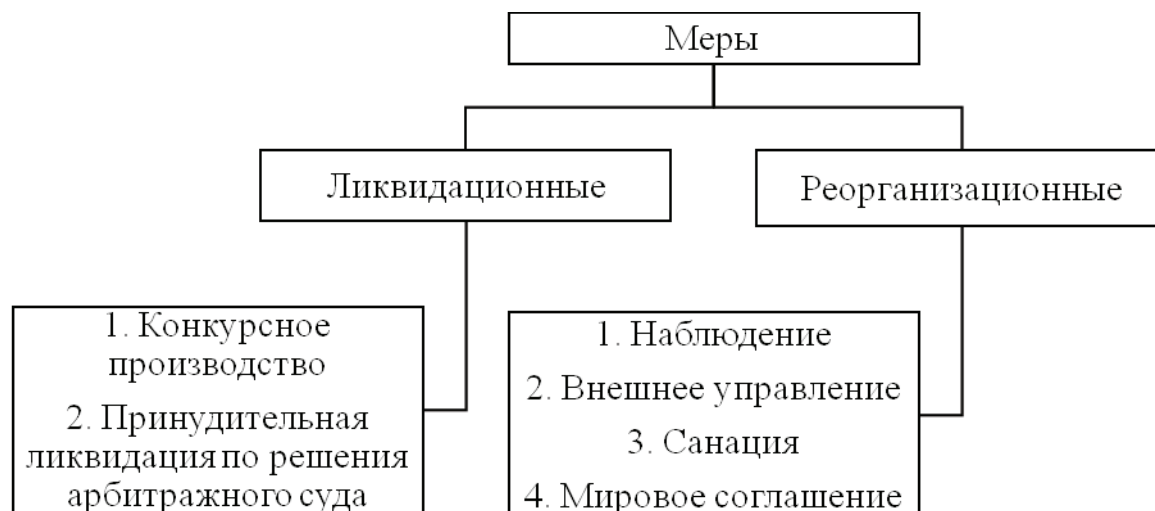 Меры
Ликвидационные
Реорганизационные
1. Конкурсное
производство
2. Принудительная
ликвидация по решения
арбитражного суда
1. Наблюдение
2. Внешнее управление
3. Санация
4. Мировое соглашение